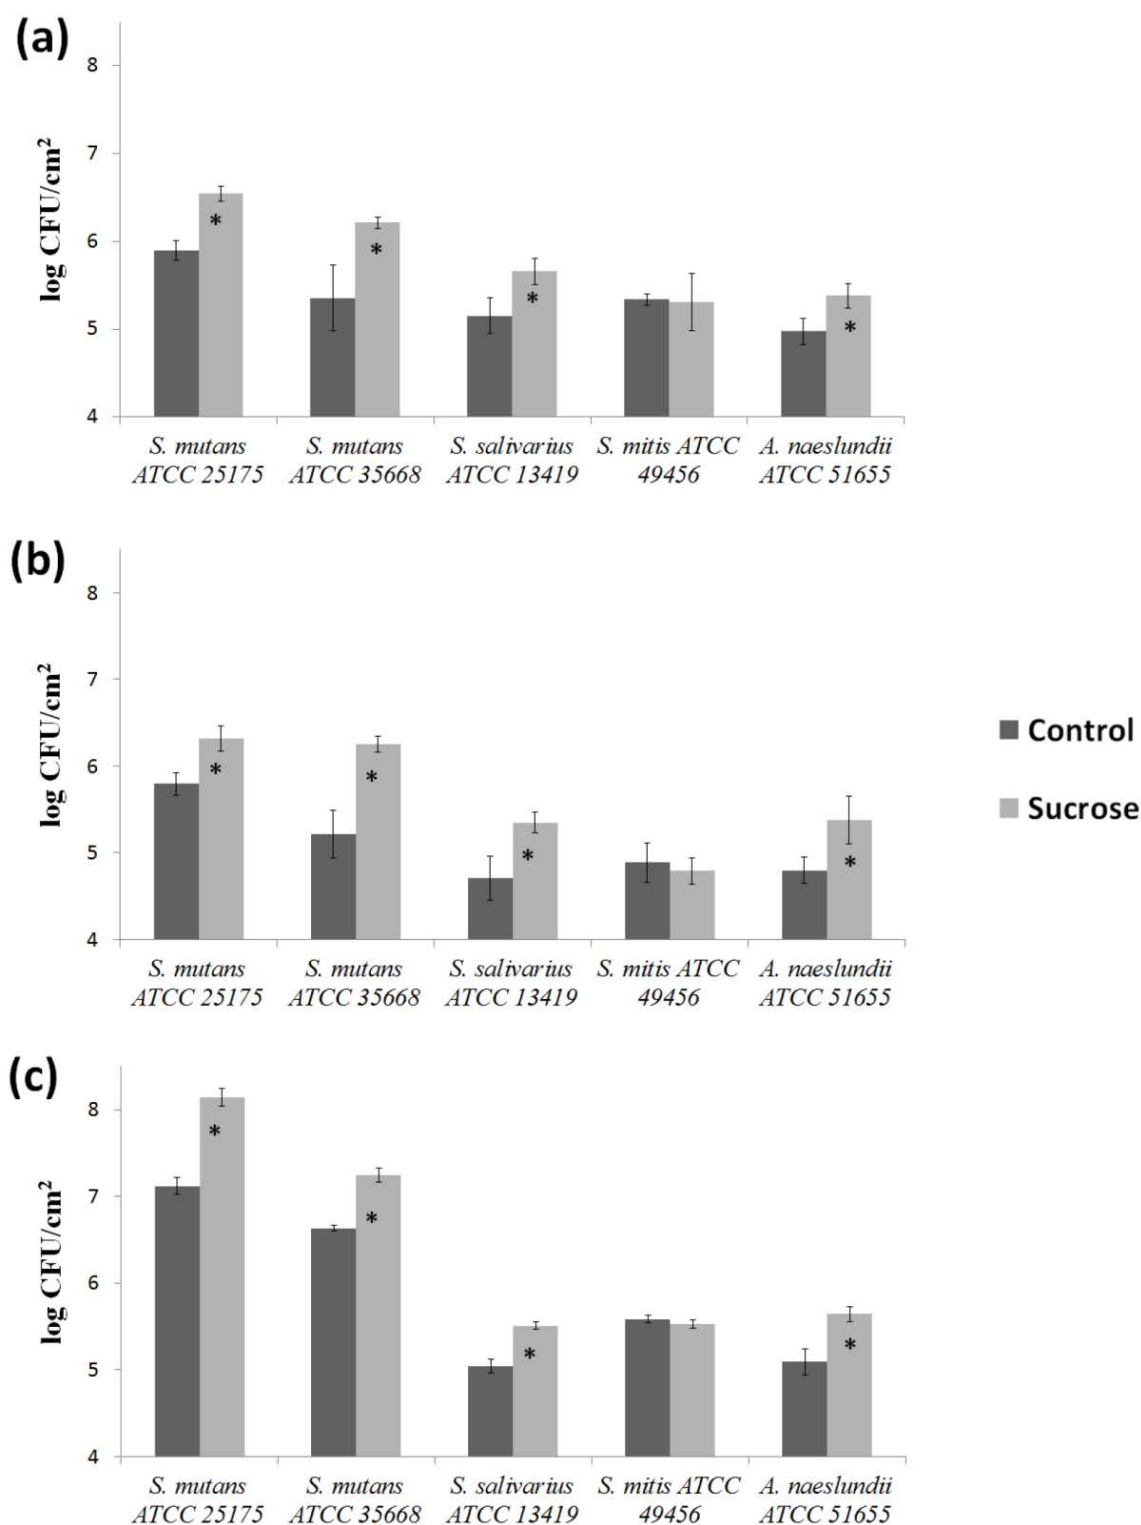 (a)
8
7
6
5
4
log CFU/cm²
*
*
*
*
S. mutans
ATCC 25175
S. mutans
ATCC 35668
S. salivarius
ATCC 13419
S. mitis ATCC
49456
A. naeslundii
ATCC 51655
(b)
8
7
6
5
4
log CFU/cm²
*
*
*
*
S. mutans
ATCC 25175
S. mutans
ATCC 35668
S. salivarius
ATCC 13419
S. mitis ATCC
49456
A. naeslundii
ATCC 51655
Control
Sucrose
(c)
8
7
6
5
4
log CFU/cm²
*
*
*
*
S. mutans
ATCC 25175
S. mutans
ATCC 35668
S. salivarius
ATCC 13419
S. mitis ATCC
49456
A. naeslundii
ATCC 51655